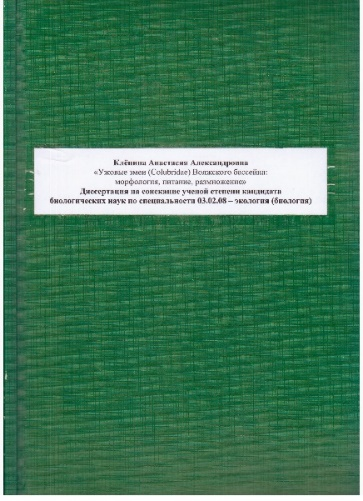 Клёнина Анастасия Александровна
«Ужовые змеи (Colubridae) Волжского бассейна:
морфология, питание, размножение»
Диссертация на соискание ученой степени кандидата
биологических наук по специальности 03.02.08 – экология (биология)